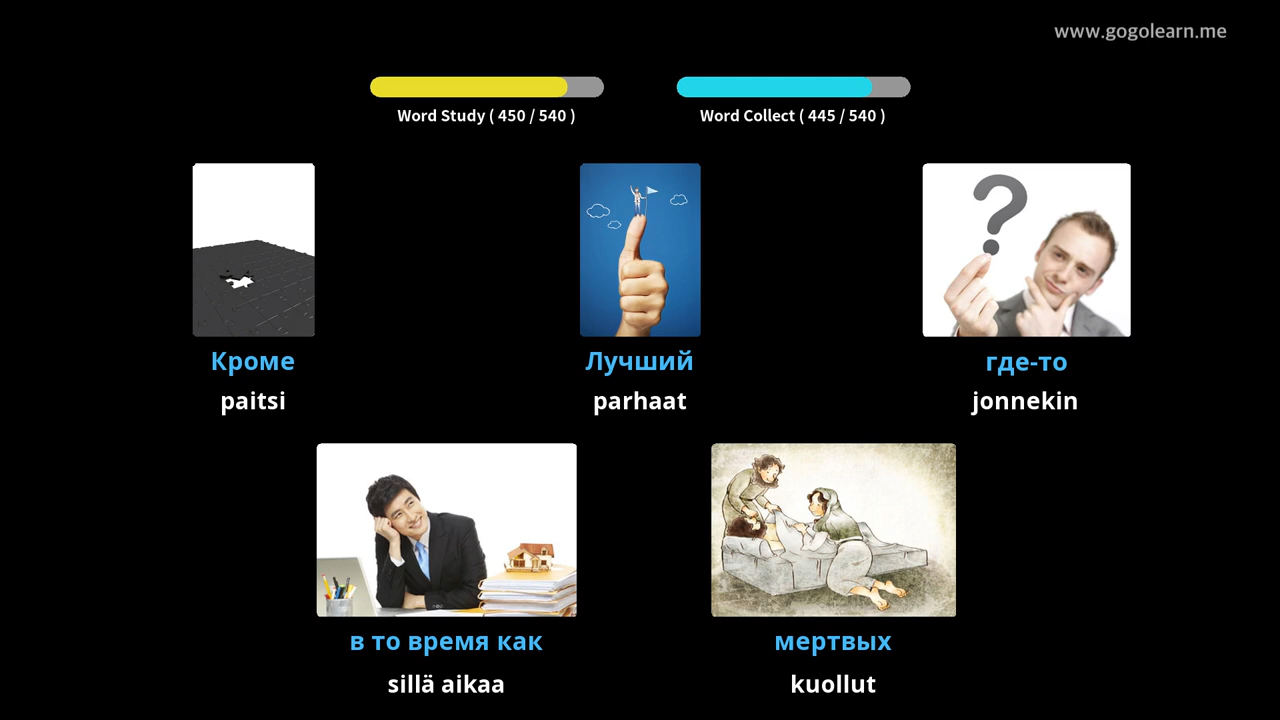 www.gogolearn.me
Word Study ( 450 / 540 )
Word Collect ( 445 / 540 )
Кроме
paitsi
Лучший
parhaat
где-то
jonnekin
в то время как
sillä aikaa
мертвых
kuollut